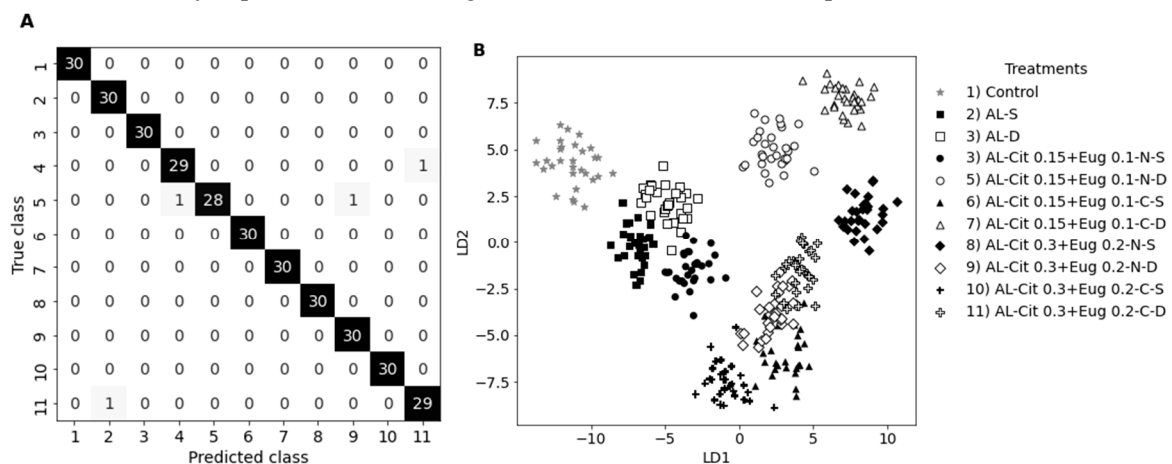 A
B
True class
1 30 0 0 0 0 0 0 0 0 0 0
2 0 30 0 0 0 0 0 0 0 0 0
3 0 0 30 0 0 0 0 0 0 0 0
4 0 0 0 29 0 0 0 0 0 0 1
5 0 0 0 1 28 0 0 0 1 0 0
6 0 0 0 0 0 30 0 0 0 0 0
7 0 0 0 0 0 0 30 0 0 0 0
8 0 0 0 0 0 0 0 30 0 0 0
9 0 0 0 0 0 0 0 0 30 0 0
10 0 0 0 0 0 0 0 0 0 30 0
11 0 1 0 0 0 0 0 0 0 0 29
1 2 3 4 5 6 7 8 9 10 11
Predicted class
LD2
7.5
5.0
2.5
0.0
−2.5
−5.0
−7.5
−10 −5 0 5 10
LD1
Treatments
1) Control
2) AL-S
3) AL-D
3) AL-Cit 0.15+Eug 0.1-N-S
5) AL-Cit 0.15+Eug 0.1-N-D
6) AL-Cit 0.15+Eug 0.1-C-S
7) AL-Cit 0.15+Eug 0.1-C-D
8) AL-Cit 0.3+Eug 0.2-N-S
9) AL-Cit 0.3+Eug 0.2-N-D
10) AL-Cit 0.3+Eug 0.2-C-S
11) AL-Cit 0.3+Eug 0.2-C-D